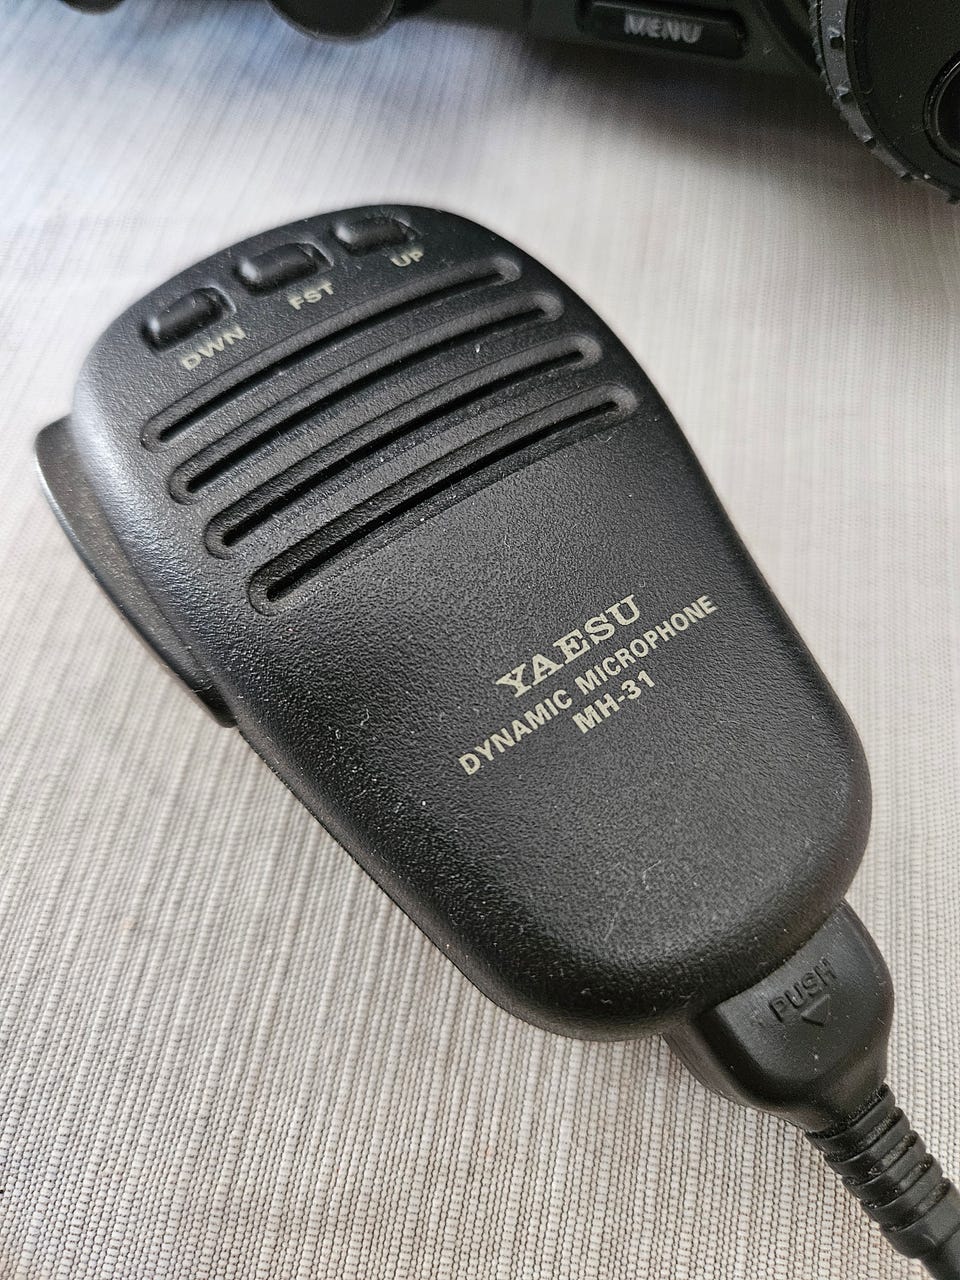 MENU
DWN
FST
UP
YAESU
DYNAMIC MICROPHONE
MH-31
PUSH